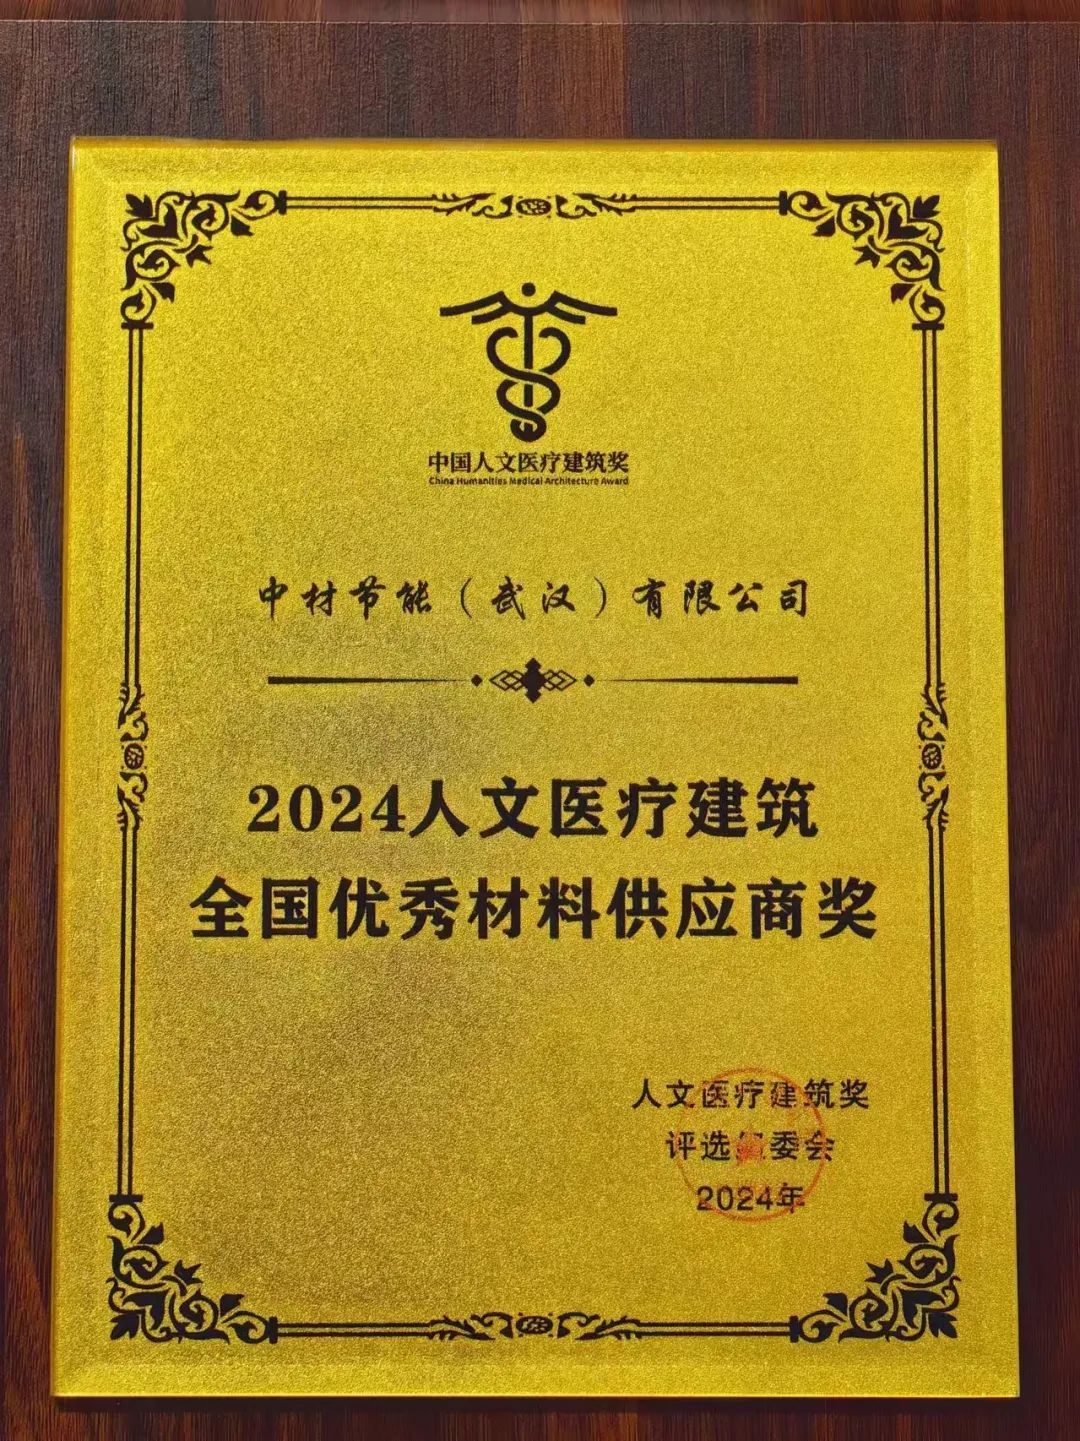 中国人文医疗建筑奖
China Humanities Medical Architecture Award
中材节能（武汉）有限公司
2024人文医疗建筑
全国优秀材料供应商奖
人文医疗建筑奖
评选组委会
2024年